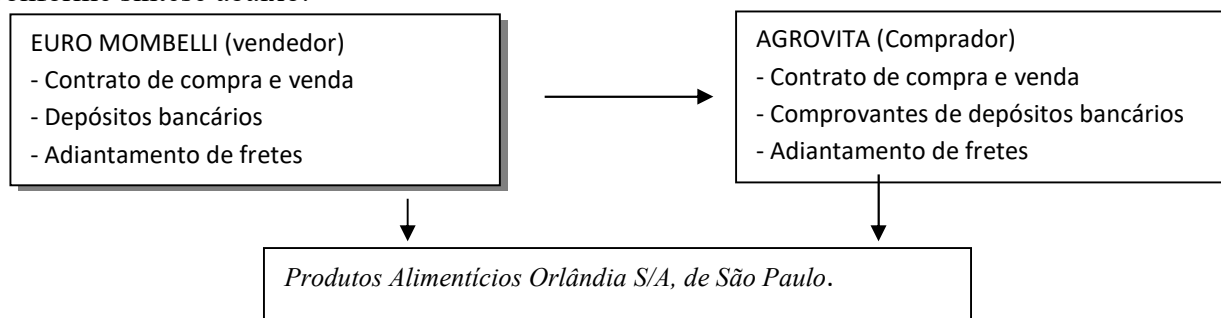 EURO MOMBELLI (vendedor)
- Contrato de compra e venda
- Depósitos bancários
- Adiantamento de fretes
AGROVITA (Comprador)
- Contrato de compra e venda
- Comprovantes de depósitos bancários
- Adiantamento de fretes
Produtos Alimentícios Orlândia S/A, de São Paulo.